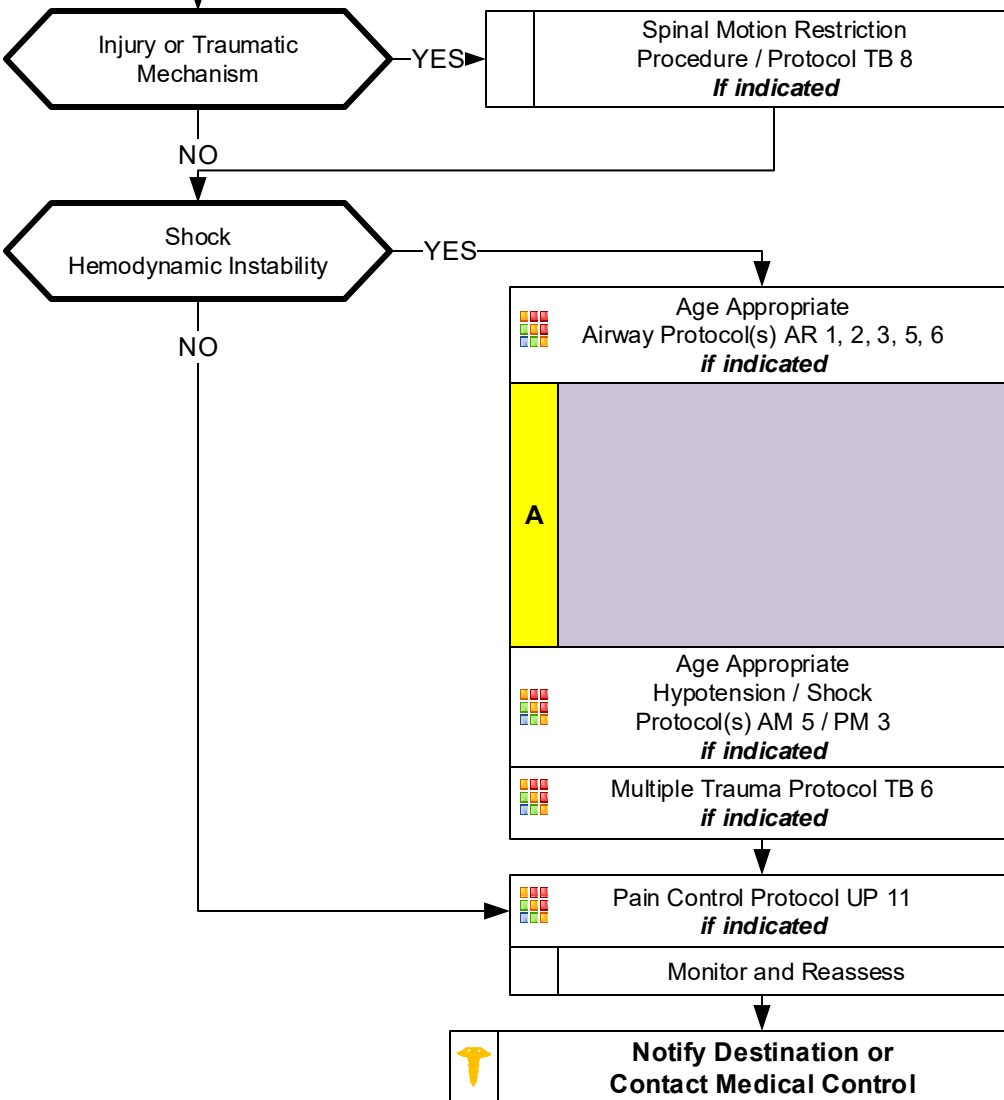 Injury or Traumatic
Mechanism
YES
Spinal Motion Restriction
Procedure / Protocol TB 8
If indicated
NO
Shock
Hemodynamic Instability
YES
NO
Age Appropriate
Airway Protocol(s) AR 1, 2, 3, 5, 6
if indicated
A
Age Appropriate
Hypotension / Shock
Protocol(s) AM 5 / PM 3
if indicated
Multiple Trauma Protocol TB 6
if indicated
Pain Control Protocol UP 11
if indicated
Monitor and Reassess
Notify Destination or
Contact Medical Control